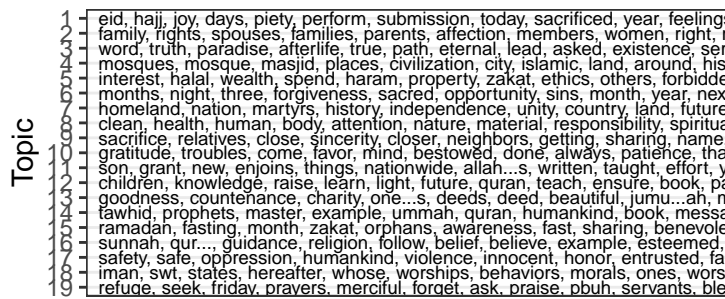 Topic
1 eid, hajj, joy, days, piety, perform, submission, today, sacrificed, year, feeling
2 family, rights, spouses, families, parents, affection, members, women, right,
3 word, truth, paradise, afterlife, true, path, eternal, lead, asked, existence,
4 mosques, mosque, masjid, places, civilization, city, islamic, land, around,
5 interest, halal, wealth, spend, haram, property, zakat, ethics, others,
6 months, night, three, forgiveness, sacred, opportunity, sins, month, year,
7 homeland, nation, martyrs, history, independence, unity, country, land, future
8 clean, health, human, body, attention, nature, material, responsibility,
9 sacrifice, relatives, close, sincerity, closer, neighbors, getting, sharing, name
10 gratitude, troubles, come, favor, mind, bestowed, done, always, patience,
11 son, grant, new, enjoins, things, nationwide, allah...s, written, taught, effort,
12 children, knowledge, raise, learn, light, future, quran, teach, ensure, book,
13 goodness, countenance, charity, one...s, deeds, deed, beautiful, jumu...ah,
14 tawhid, prophets, master, example, ummah, quran, humankind, book,
15 ramadan, fasting, month, zakat, orphans, awareness, fast, sharing,
16 sunnah, qur..., guidance, religion, follow, belief, believe, example, esteemed,
17 safety, safe, oppression, humankind, violence, innocent, honor, entrusted,
18 iman, swt, states, hereafter, whose, worships, behaviors, morals, ones,
19 refuge, seek, friday, prayers, merciful, forget, ask, praise, pbuh, servants,